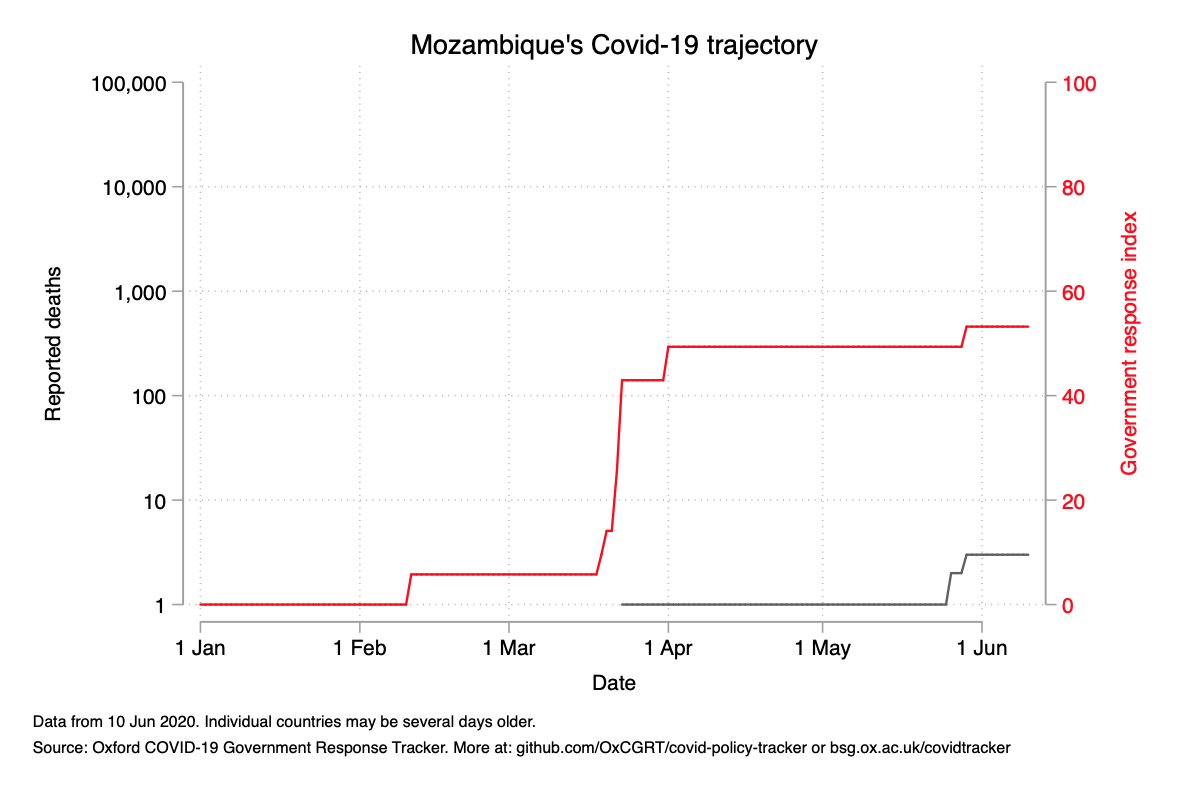 Mozambique's Covid-19 trajectory
100,000
10,000
1,000
100
10
1
Reported deaths
100
80
60
40
20
0
Government response index
1 Jan
1 Feb
1 Mar
1 Apr
1 May
1 Jun
Date
Data from 10 Jun 2020. Individual countries may be several days older.
Source: Oxford COVID-19 Government Response Tracker. More at: github.com/OxCGRT/covid-policy-tracker or bsg.ox.ac.uk/covidtracker